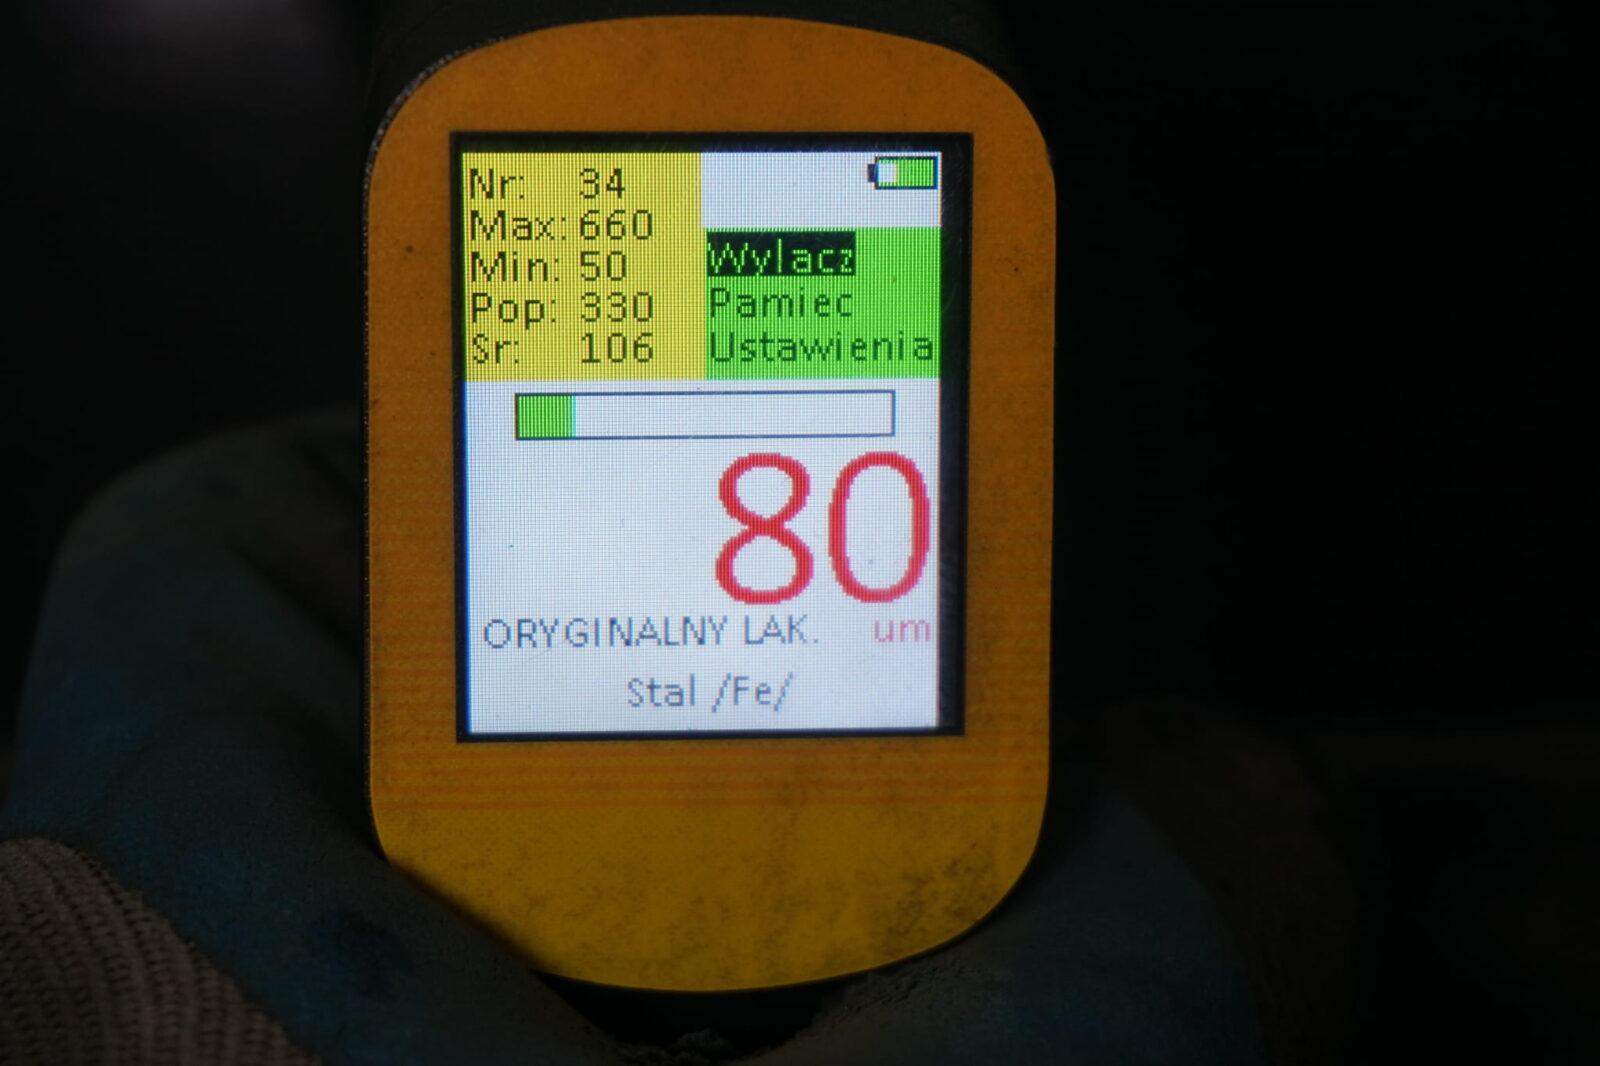 Nr: 34
Max: 660
Min: 50
Pop: 330
Sr: 106
Wylacz
Pamiec
Ustawienia
80
ORYGINALNY LAK. um
Stal /Fe/